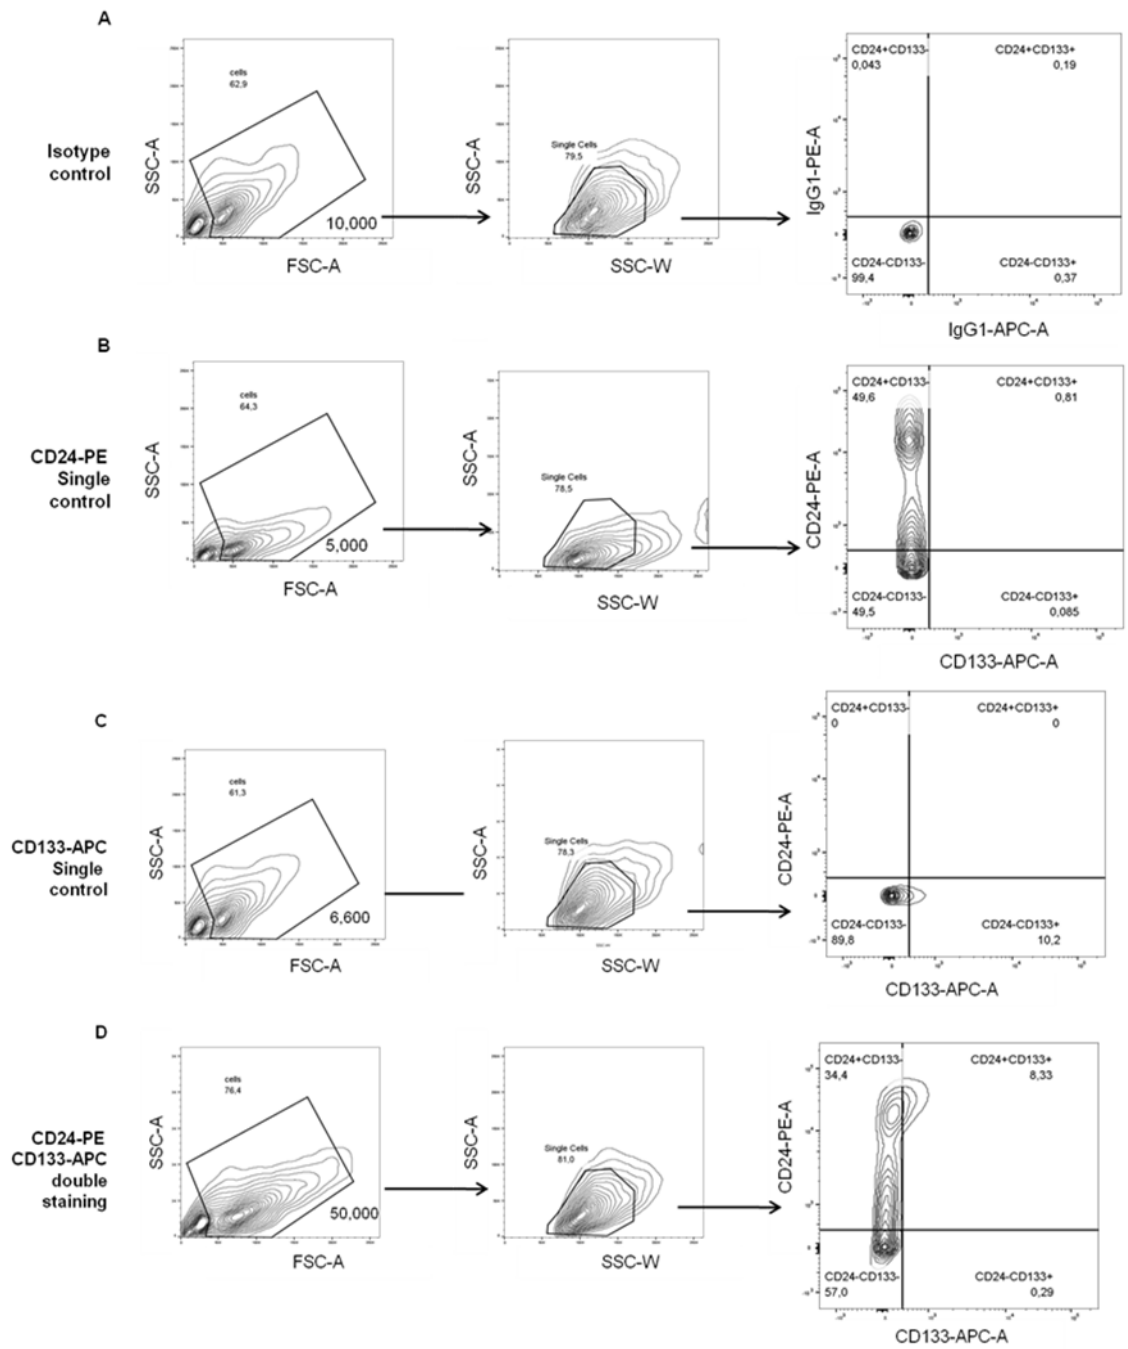 A
Isotype
control
cells
62,9
SSC-A
10,000
FSC-A
Single Cells
79,5
SSC-A
SSC-W
CD24+CD133-
0,043
CD24+CD133+
0,19
IgG1-PE-A
CD24-CD133-
99,4
CD24-CD133+
0,37
IgG1-APC-A
B
CD24-PE
Single
control
cells
64,3
SSC-A
5,000
FSC-A
Single Cells
78,5
SSC-A
SSC-W
CD24+CD133-
49,6
CD24+CD133+
0,81
CD24-PE-A
CD24-CD133-
49,5
CD24-CD133+
0,085
CD133-APC-A
C
CD133-APC
Single
control
cells
61,3
SSC-A
6,600
FSC-A
Single Cells
78,3
SSC-A
SSC-W
CD24+CD133-
0
CD24+CD133+
0
CD24-PE-A
CD24-CD133-
89,8
CD24-CD133+
10,2
CD133-APC-A
D
CD24-PE
CD133-APC
double
staining
cells
76,4
SSC-A
50,000
FSC-A
Single Cells
81,0
SSC-A
SSC-W
CD24+CD133-
34,4
CD24+CD133+
8,33
CD24-PE-A
CD24-CD133-
57,0
CD24-CD133+
0,29
CD133-APC-A